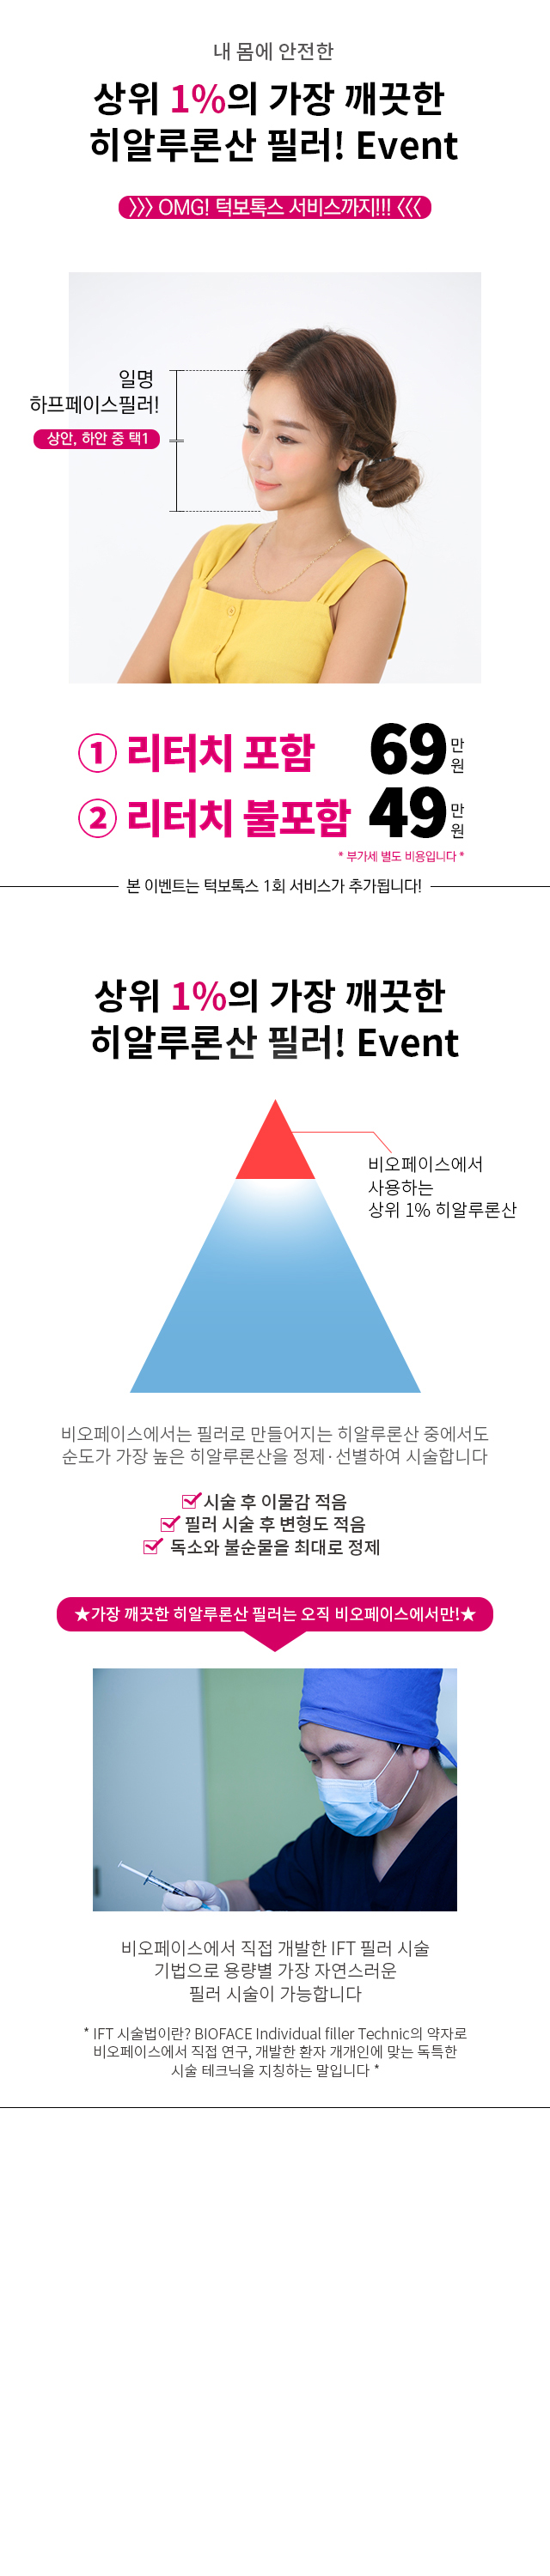 내 몸에 안전한
상위 1%의 가장 깨끗한
히알루론산 필러! Event
》》》 OMG! 턱보톡스 서비스까지!!! 《《《
일명
하프페이스필러!
상안, 하안 중 택1
① 리터치 포함 69만원
② 리터치 불포함 49만원
* 부가세 별도 비용입니다 *
본 이벤트는 턱보톡스 1회 서비스가 추가됩니다!
상위 1%의 가장 깨끗한
히알루론산 필러! Event
비오페이스에서
사용하는
상위 1% 히알루론산
비오페이스에서는 필러로 만들어지는 히알루론산 중에서도
순도가 가장 높은 히알루론산을 정제·선별하여 시술합니다
시술 후 이물감 적음
필러 시술 후 변형도 적음
독소와 불순물을 최대로 정제
★가장 깨끗한 히알루론산 필러는 오직 비오페이스에서만!★
비오페이스에서 직접 개발한 IFT 필러 시술
기법으로 용량별 가장 자연스러운
필러 시술이 가능합니다
* IFT 시술법이란? BIOFACE Individual filler Technic의 약자로
비오페이스에서 직접 연구, 개발한 환자 개개인에 맞는 독특한
시술 테크닉을 지칭하는 말입니다 *